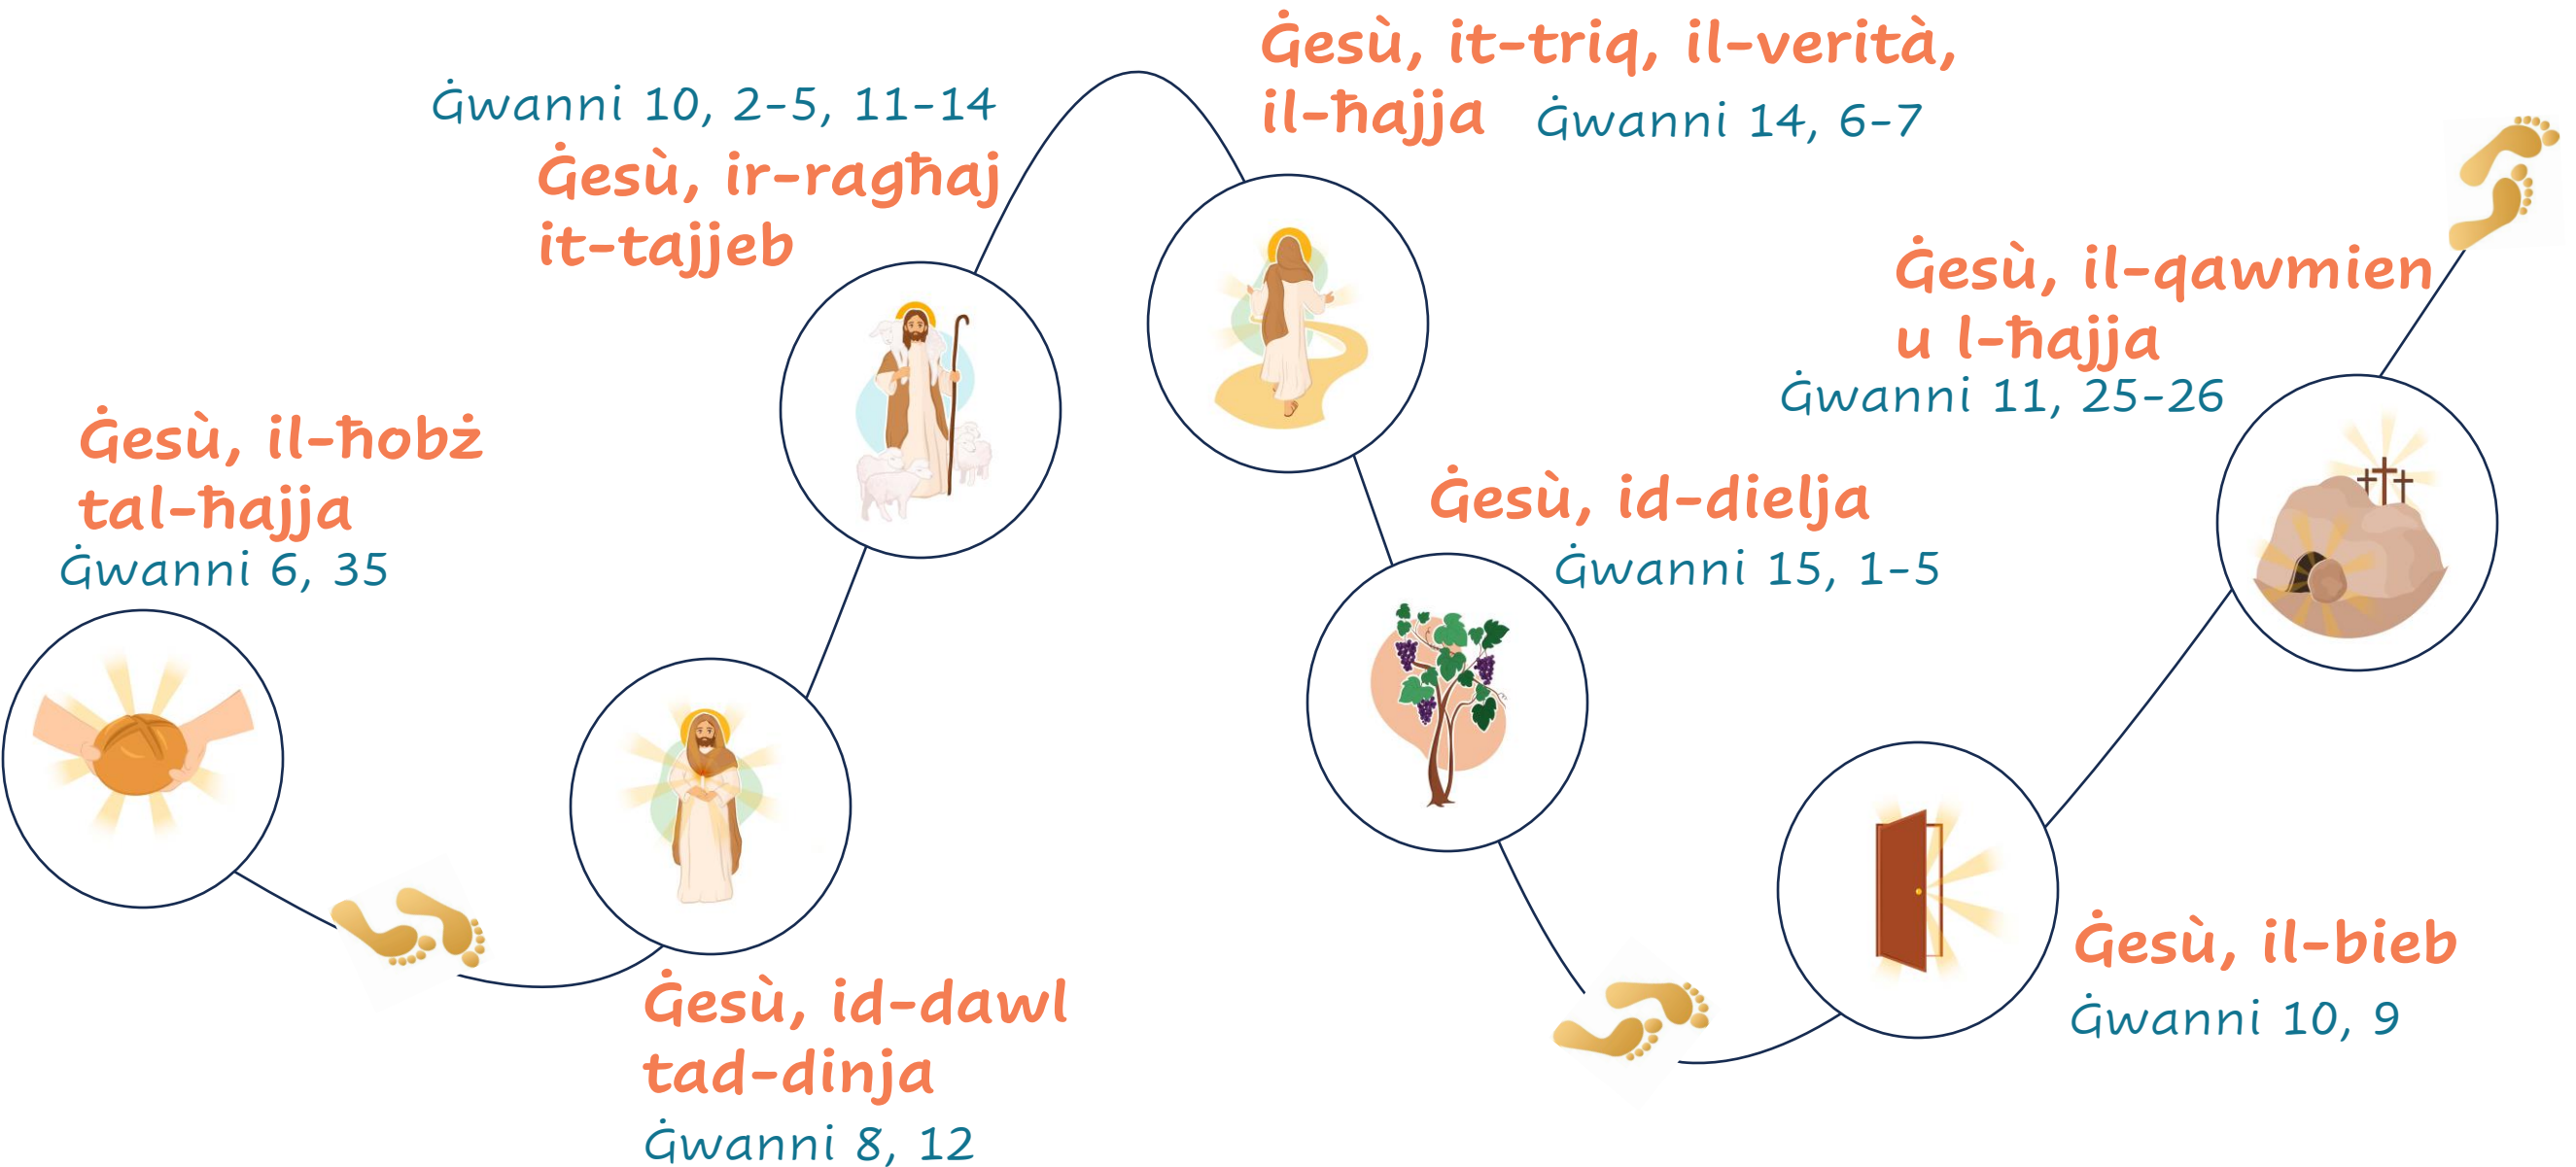 Ġesù, il-ħobż
tal-ħajja
Ġwanni 6, 35
Ġesù, id-dawl
tad-dinja
Ġwanni 8, 12
Ġwanni 10, 2-5, 11-14
Ġesù, ir-ragħaj
it-tajjeb
Ġesù, it-triq, il-verità,
il-ħajja Ġwanni 14, 6-7
Ġesù, id-dielja
Ġwanni 15, 1-5
Ġesù, il-bieb
Ġwanni 10, 9
Ġesù, il-qawmien
u l-ħajja
Ġwanni 11, 25-26